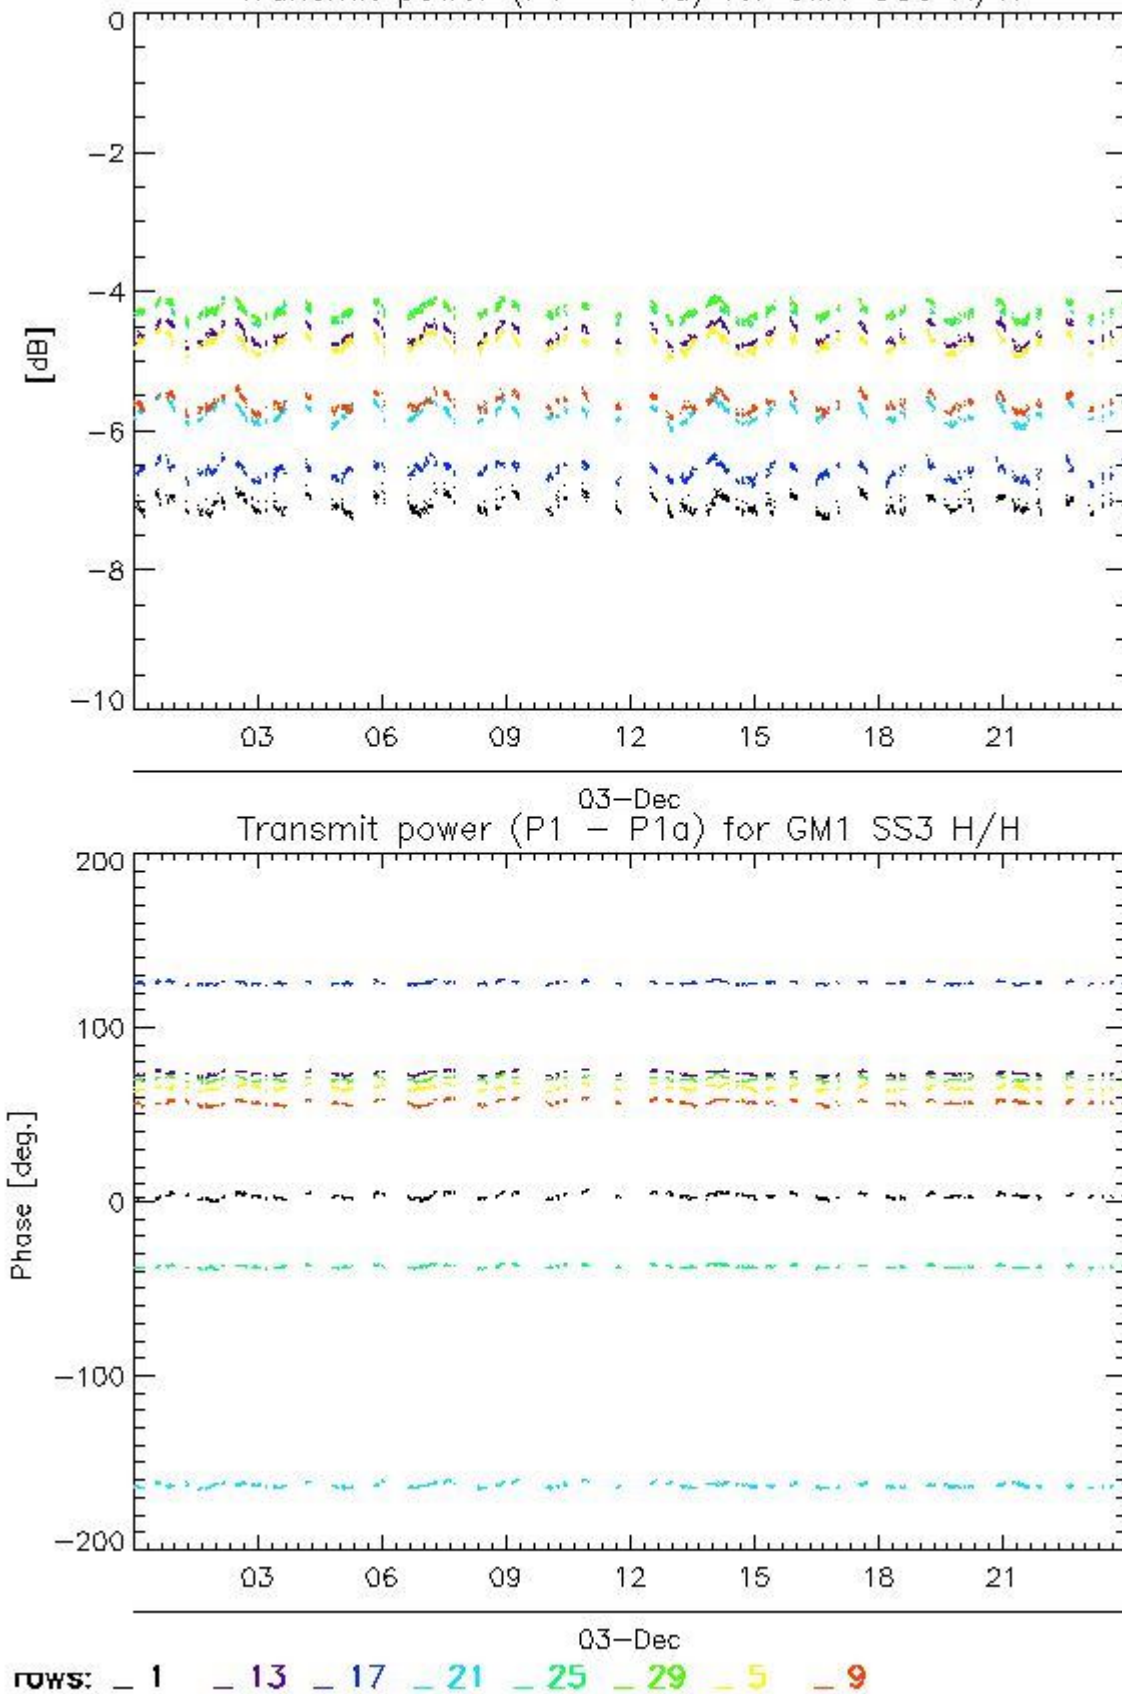 0
−2
−4
[dB]
−6
−8
−10
03 06 09 12 15 18 21
03−Dec
Transmit power (P1 − P1a) for GM1 SS3 H/H
200
100
Phase [deg.]
0
−100
−200
03 06 09 12 15 18 21
03−Dec
rows: _ 1 _ 13 _ 17 _ 21 _ 25 _ 29 _ 5 _ 9